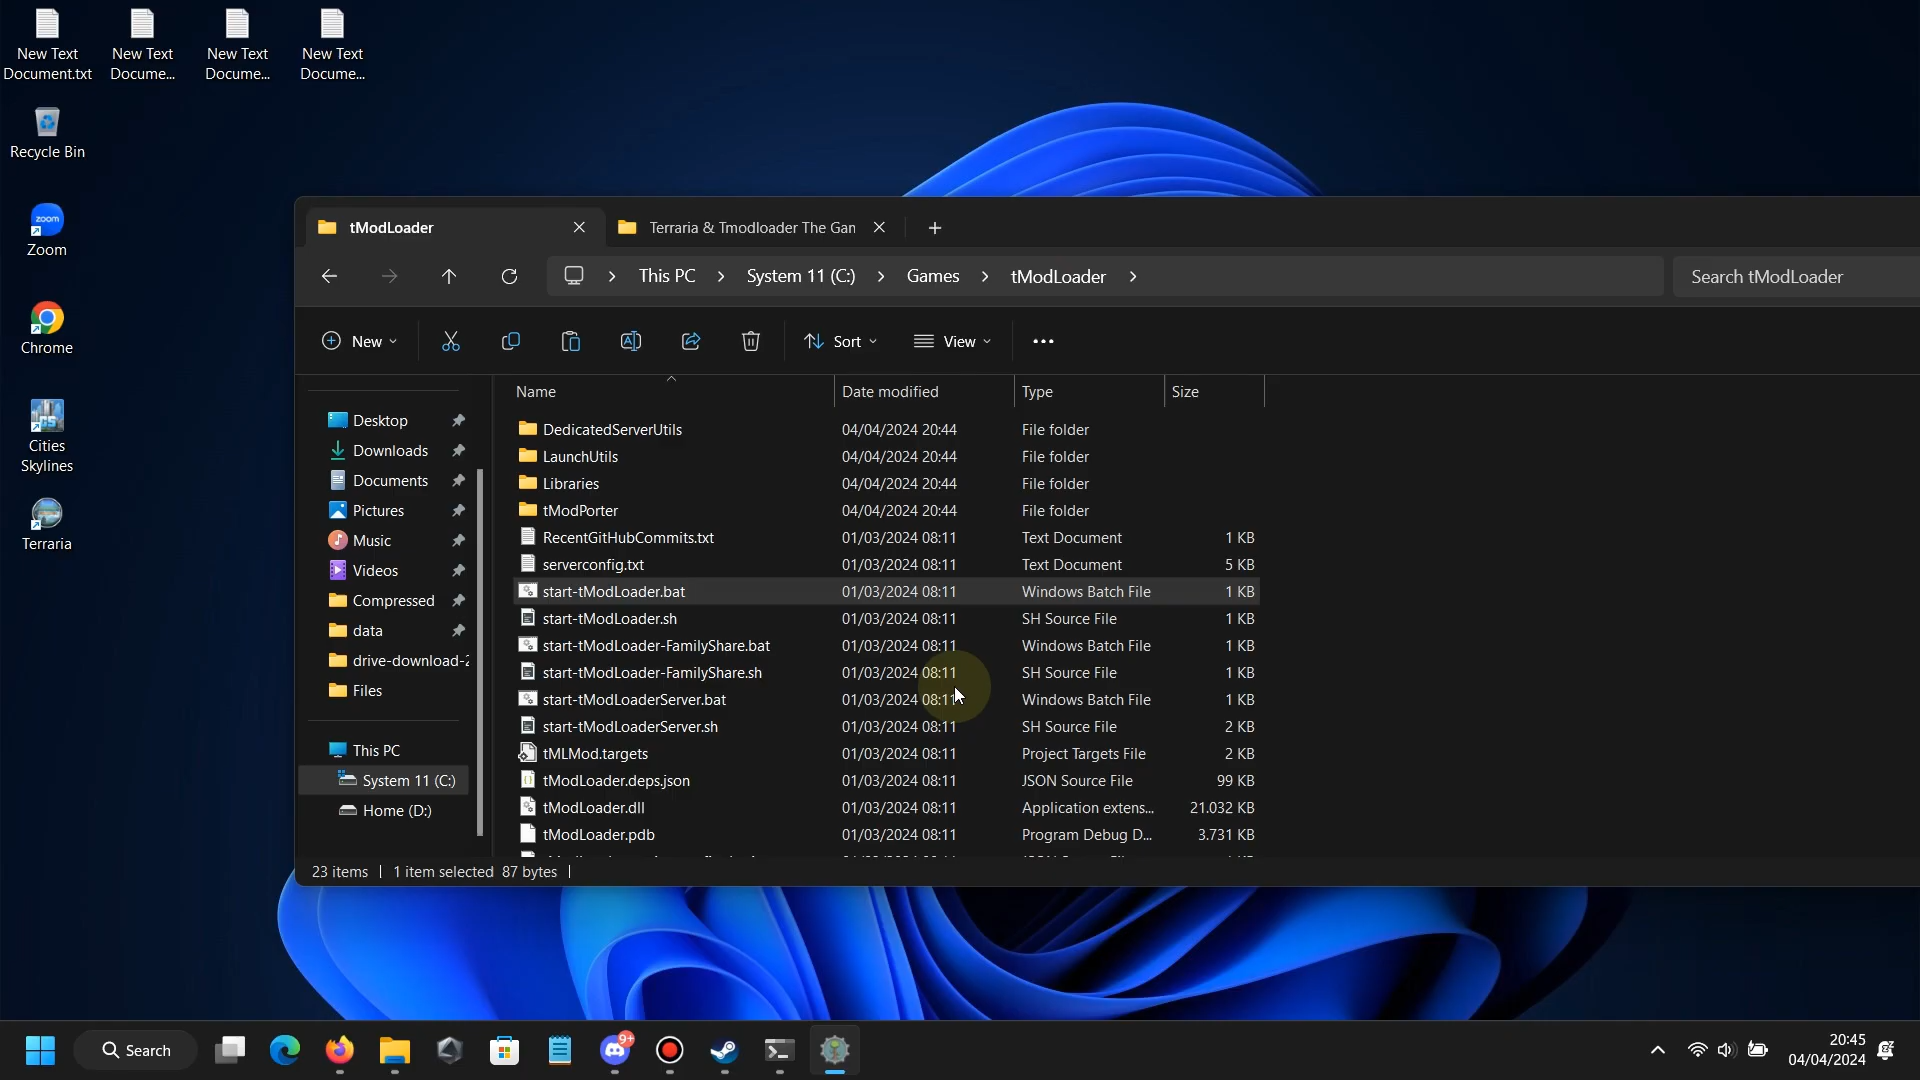 New Text
Document.txt
New Text
Docume...
New Text
Docume...
New Text
Docume...
Recycle Bin
zoom
Zoom
Chrome
Cities
Skylines
Terraria
tModLoader
Terraria & Tmodloader The Gan
This PC
System 11 (C:)
Games
tModLoader
Search tModLoader
New
Sort
View
Name
Date modified
Type
Size
Desktop
Downloads
Documents
Pictures
Music
Videos
Compressed
data
drive-download-2
Files
This PC
System 11 (C:)
Home (D:)
DedicatedServerUtils 04/04/2024 20:44 File folder
LaunchUtils 04/04/2024 20:44 File folder
Libraries 04/04/2024 20:44 File folder
tModPorter 04/04/2024 20:44 File folder
RecentGitHubCommits.txt 01/03/2024 08:11 Text Document 1 KB
serverconfig.txt 01/03/2024 08:11 Text Document 5 KB
start-tModLoader.bat 01/03/2024 08:11 Windows Batch File 1 KB
start-tModLoader.sh 01/03/2024 08:11 SH Source File 1 KB
start-tModLoader-FamilyShare.bat 01/03/2024 08:11 Windows Batch File 1 KB
start-tModLoader-FamilyShare.sh 01/03/2024 08:11 SH Source File 1 KB
start-tModLoaderServer.bat 01/03/2024 08:11 Windows Batch File 1 KB
start-tModLoaderServer.sh 01/03/2024 08:11 SH Source File 2 KB
tMLMod.targets 01/03/2024 08:11 Project Targets File 2 KB
tModLoader.deps.json 01/03/2024 08:11 JSON Source File 99 KB
tModLoader.dll 01/03/2024 08:11 Application extens... 21.032 KB
tModLoader.pdb 01/03/2024 08:11 Program Debug D... 3.731 KB
23 items | 1 item selected 87 bytes |
Search
9+
20:45
04/04/2024